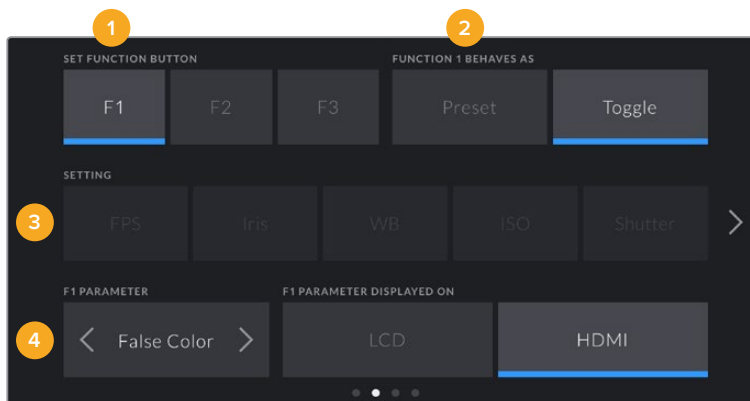 1 2
SET FUNCTION BUTTON FUNCTION 1 BEHAVES AS
F1 F2 F3 Preset Toggle
SETTING
3 FPS Iris WB ISO Shutter
F1 PARAMETER F1 PARAMETER DISPLAYED ON
4 False Color LCD HDMI